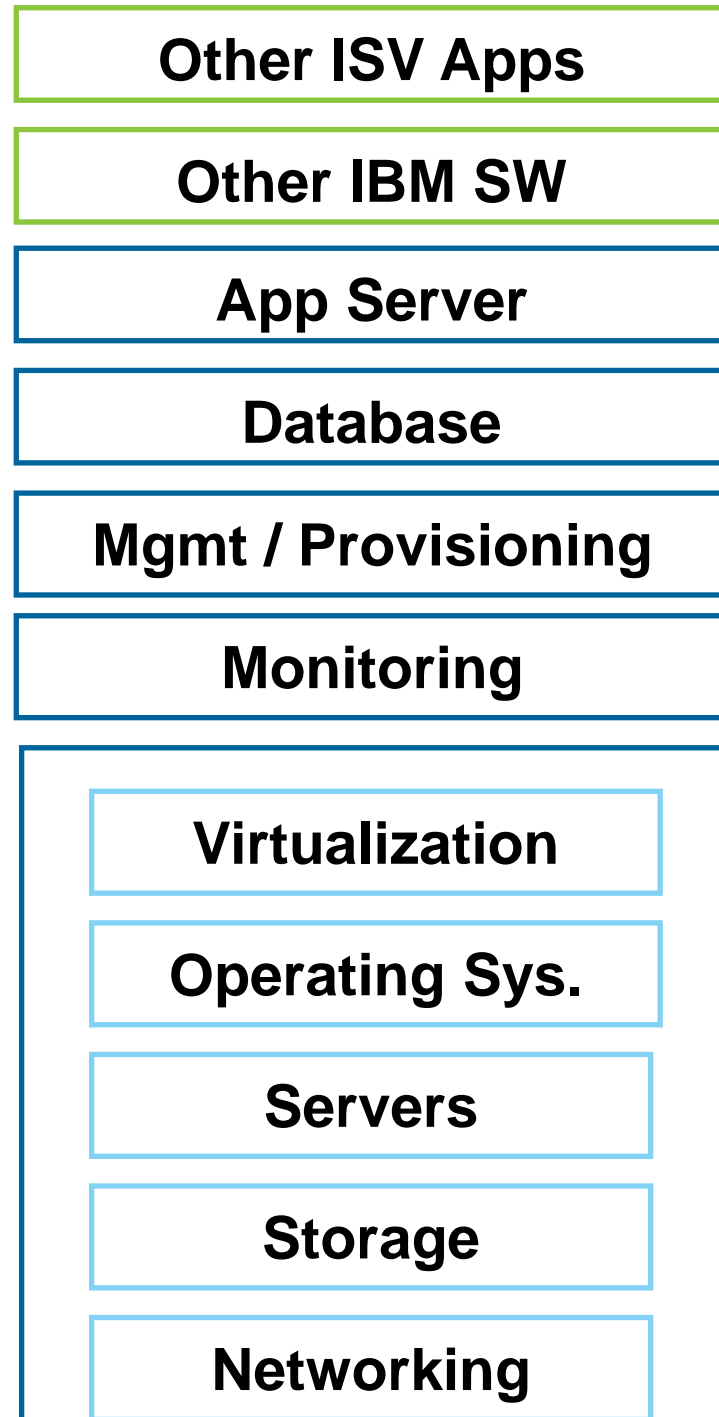 Other ISV Apps
Other IBM SW
App Server
Database
Mgmt / Provisioning
Monitoring
Virtualization
Operating Sys.
Servers
Storage
Networking